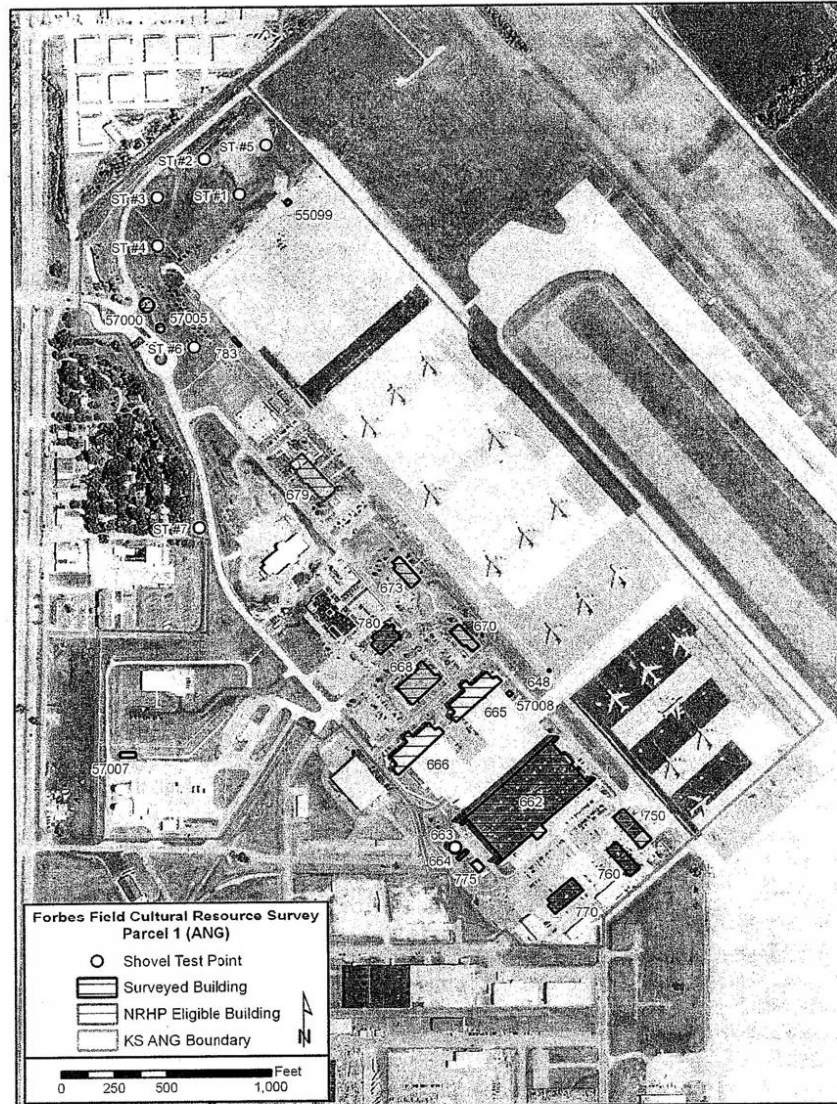 ST #5
ST #2
ST #3
ST #1
55099
ST #4
57000
57005
ST #6
783
679
ST #7
673
780
670
668
648
665
57008
666
57007
662
750
663
664
760
775
770
Forbes Field Cultural Resource Survey
Parcel 1 (ANG)
Shovel Test Point
Surveyed Building
NRHP Eligible Building
KS ANG Boundary
N
Feet
0 250 500 1,000